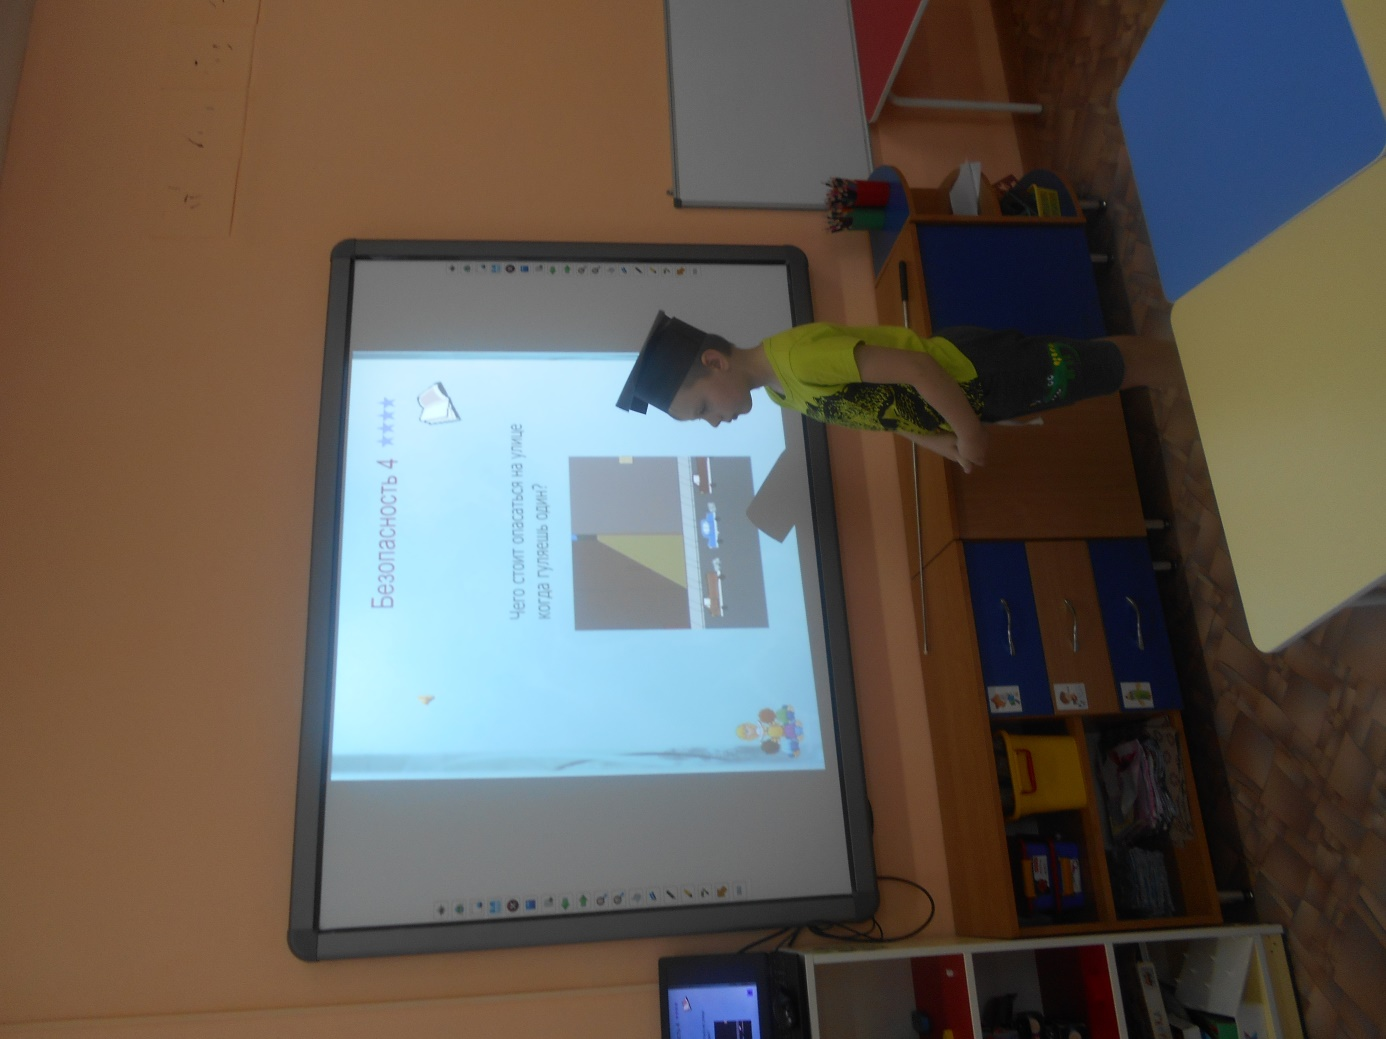 Безопасность 4
Чего стоит опасаться на улице
когда гуляешь один?